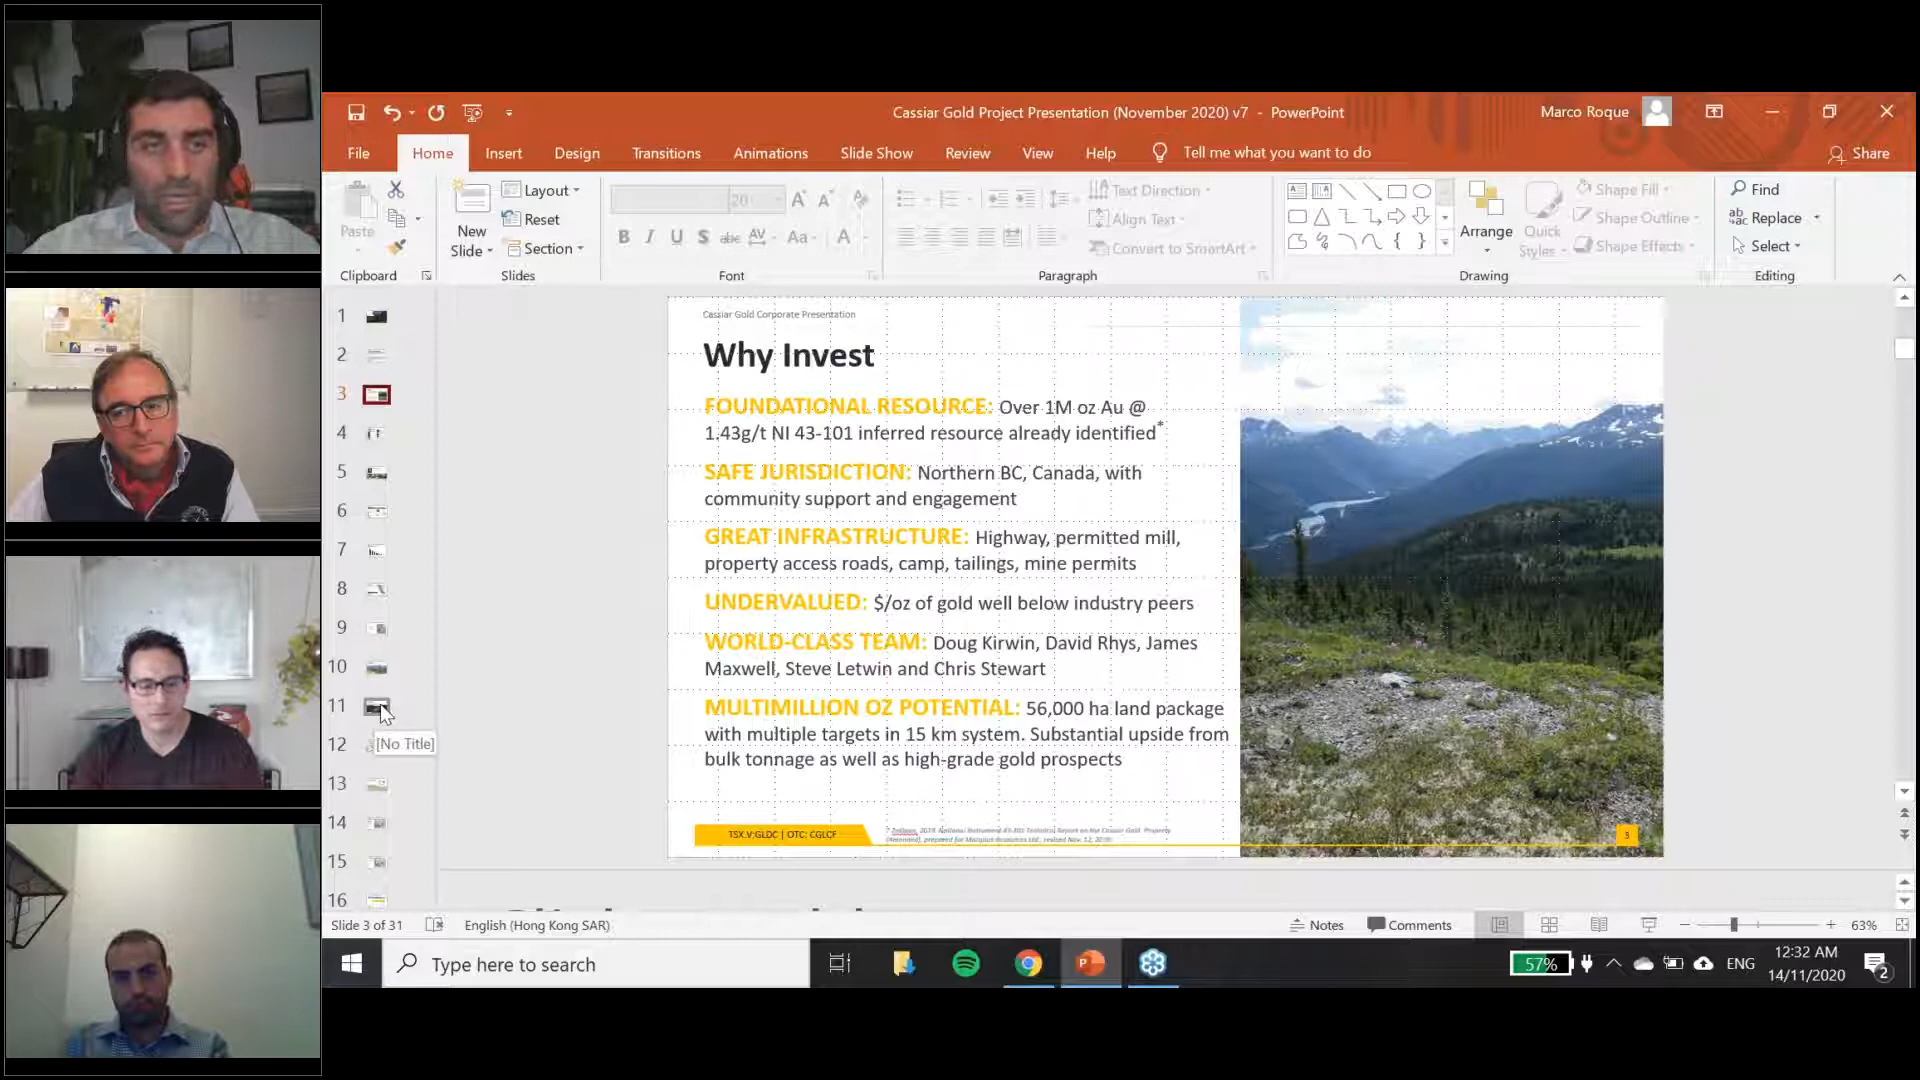 Cassiar Gold Project Presentation (November 2020) v7 - PowerPoint
Marco Roque
File Home Insert Design Transitions Animations Slide Show Review View Help Tell me what you want to do Share
Paste
New
Slide
Layout
Reset
Section
20
Text Direction
Align Text
Convert to SmartArt
Arrange
Quick
Styles
Shape Fill
Shape Outline
Shape Effects
Find
Replace
Select
Clipboard Slides Font Paragraph Drawing Editing
1
2
3
4
5
6
7
8
9
10
11
12
13
14
15
16
[No Title]
Cassiar Gold Corporate Presentation
Why Invest
FOUNDATIONAL RESOURCE: Over 1M oz Au @
1.43g/t NI 43-101 inferred resource already identified*
SAFE JURISDICTION: Northern BC, Canada, with
community support and engagement
GREAT INFRASTRUCTURE: Highway, permitted mill,
property access roads, camp, tailings, mine permits
UNDERVALUED: $/oz of gold well below industry peers
WORLD-CLASS TEAM: Doug Kirwin, David Rhys, James
Maxwell, Steve Letwin and Chris Stewart
MULTIMILLION OZ POTENTIAL: 56,000 ha land package
with multiple targets in 15 km system. Substantial upside from
bulk tonnage as well as high-grade gold prospects
TSX.V:GLDC | OTC: CGLCF
3
Slide 3 of 31
English (Hong Kong SAR)
Notes
Comments
63%
Type here to search
57%
ENG
12:32 AM
14/11/2020
2